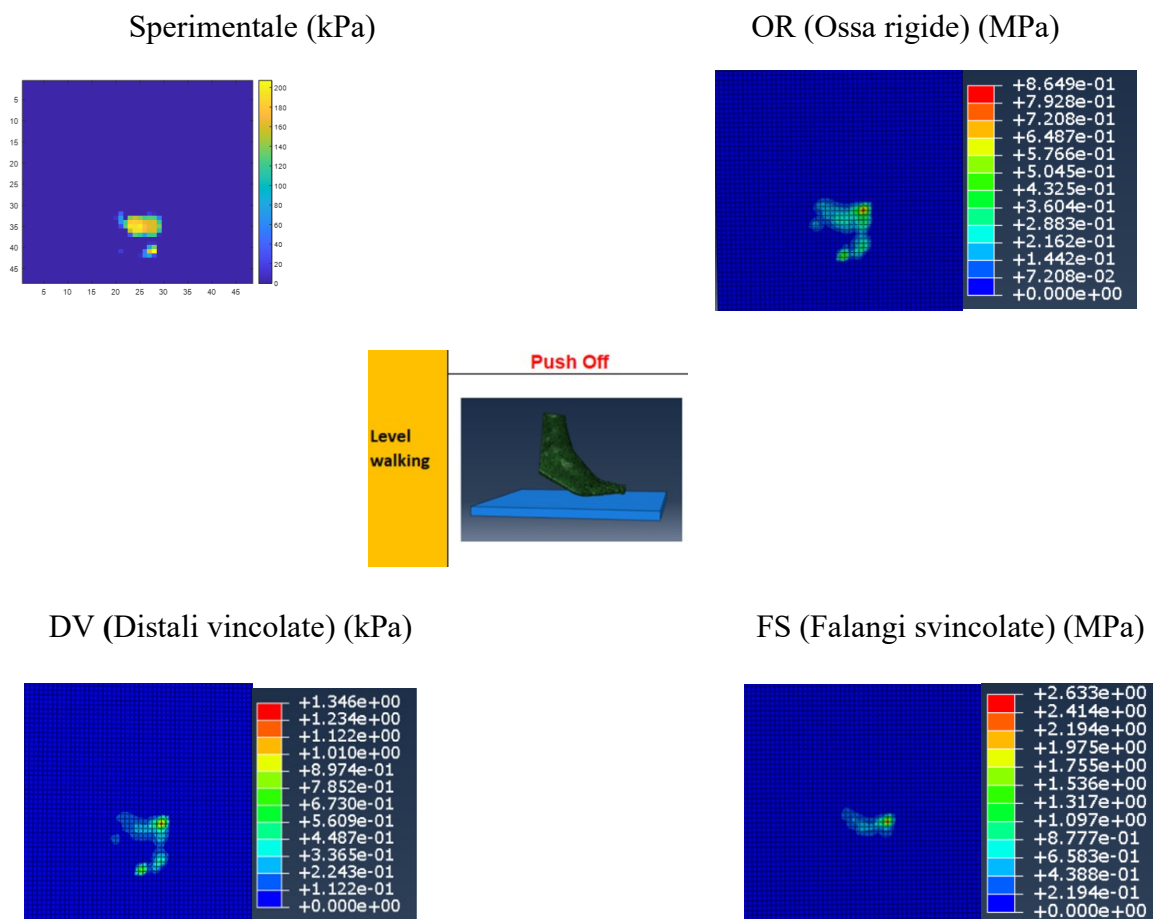 Sperimentale (kPa)
OR (Ossa rigide) (MPa)
5
10
15
20
25
30
35
40
45
5 10 15 20 25 30 35 40 45
200
180
160
140
120
100
80
60
40
20
0
+8.649e-01
+7.928e-01
+7.208e-01
+6.487e-01
+5.766e-01
+5.045e-01
+4.325e-01
+3.604e-01
+2.883e-01
+2.162e-01
+1.442e-01
+7.208e-02
+0.000e+00
Push Off
Level
walking
DV (Distali vincolate) (kPa)
FS (Falangi svincolate) (MPa)
+1.346e+00
+1.234e+00
+1.122e+00
+1.010e+00
+8.974e-01
+7.852e-01
+6.730e-01
+5.609e-01
+4.487e-01
+3.365e-01
+2.243e-01
+1.122e-01
+0.000e+00
+2.633e+00
+2.414e+00
+2.194e+00
+1.975e+00
+1.755e+00
+1.536e+00
+1.317e+00
+1.097e+00
+8.777e-01
+6.583e-01
+4.388e-01
+2.194e-01
+0.000e+00